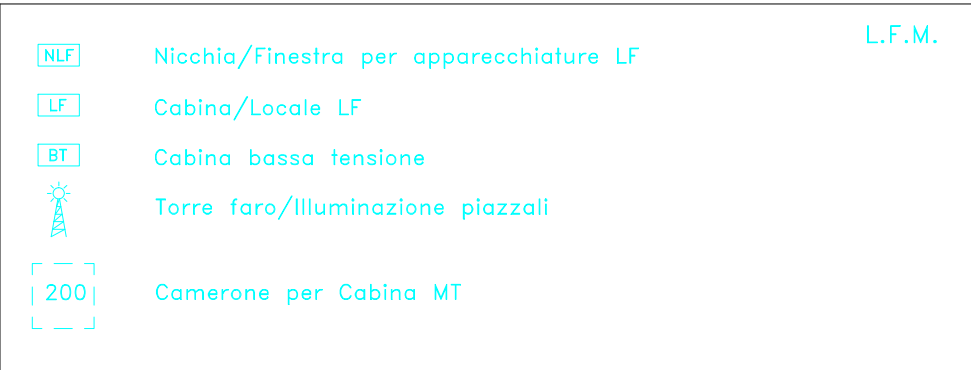 L.F.M.
NLF Nicchia/Finestra per apparecchiature LF
LF Cabina/Locale LF
BT Cabina bassa tensione
Torre faro/Illuminazione piazzali
200 Camerone per Cabina MT